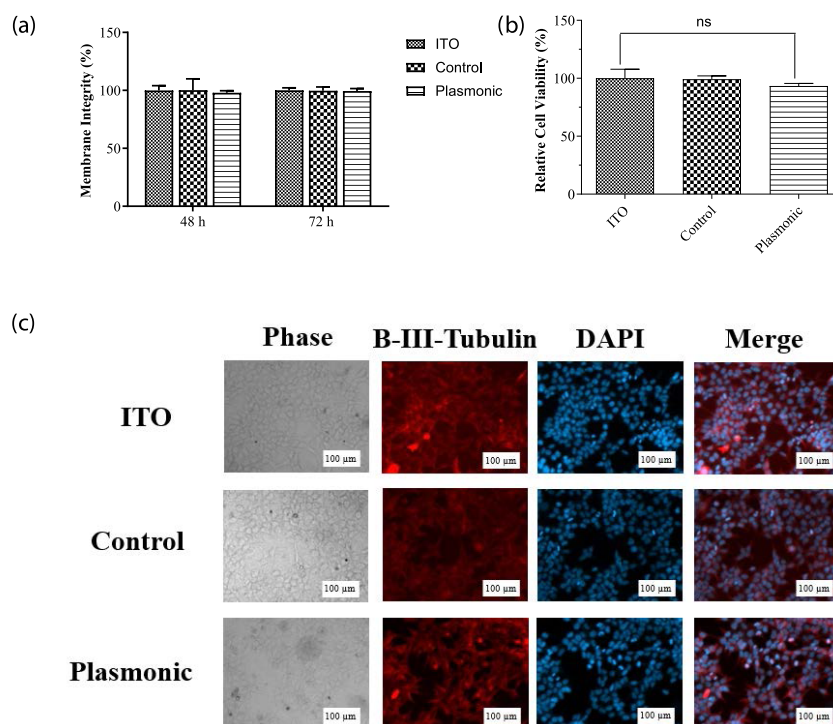 (a)
Membrane Integrity (%)
150
100
50
0
48 h
72 h
ITO
Control
Plasmonic
(b)
Relative Cell Viability (%)
150
100
50
0
ns
ITO
Control
Plasmonic
(c)
Phase B-III-Tubulin DAPI Merge
ITO
100 µm 100 µm 100 µm 100 µm
Control
100 µm 100 µm 100 µm 100 µm
Plasmonic
100 µm 100 µm 100 µm 100 µm